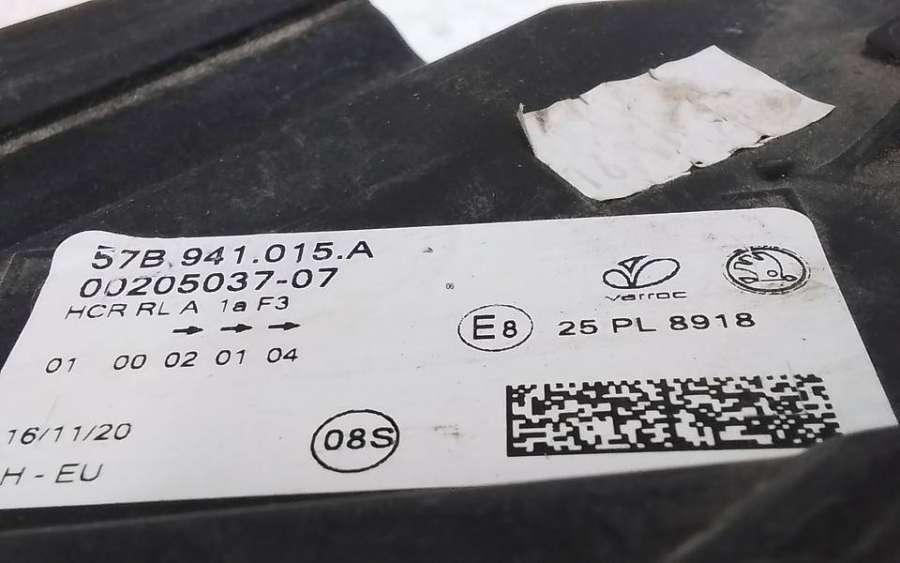 57B.941.015.A
00205037-07
HCR RL A 1a F3
01 00 02 01 04
06
varroc
E8 25 PL 8918
16/11/20
H - EU
08S